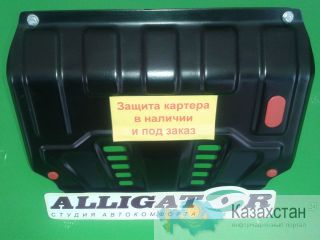 Защита картера
в наличии
и под заказ
ALLIGATOR
СТУДИЯ АВТОКОМФОРТА
Казахстан